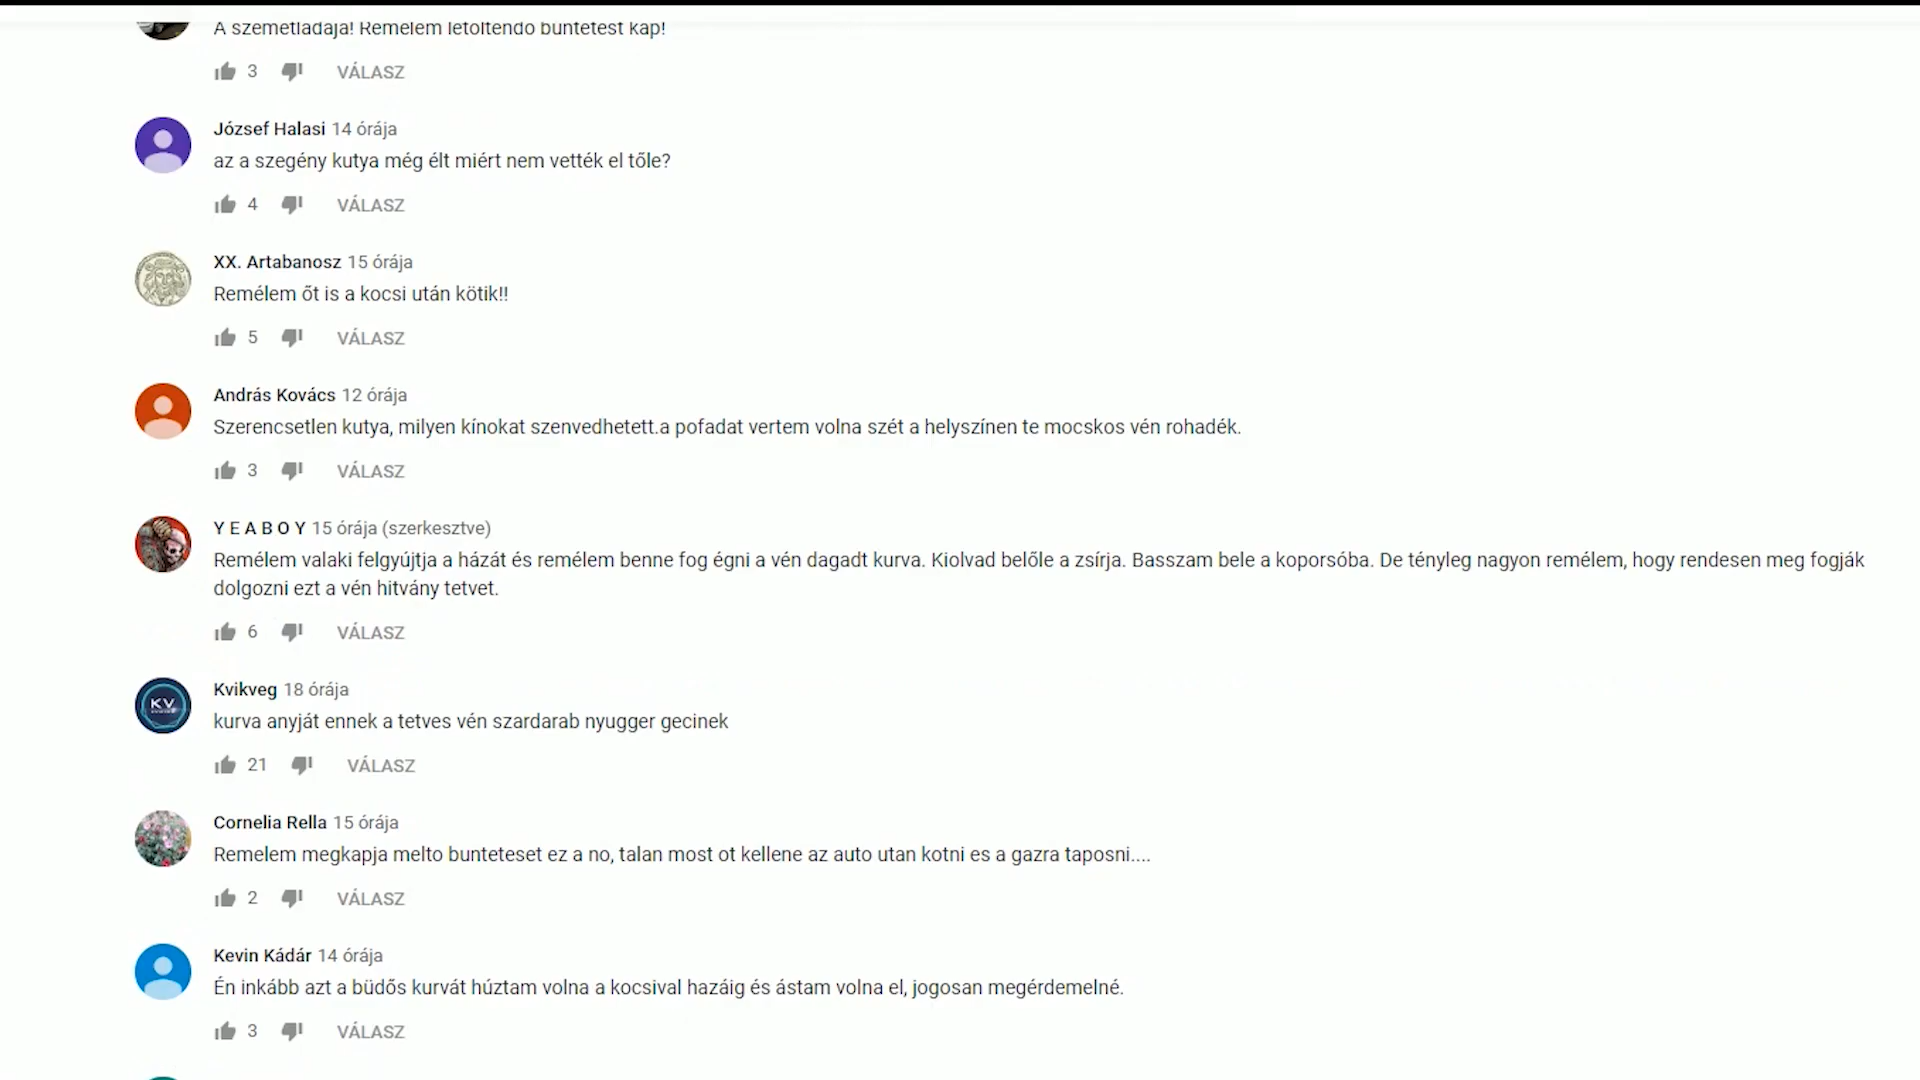 A szemétládája! Remélem letöltendő büntetést kap!
3 VÁLASZ
József Halasi 14 órája
az a szegény kutya még élt miért nem vették el tőle?
4 VÁLASZ
XX. Artabanosz 15 órája
Remélem őt is a kocsi után kötik!!
5 VÁLASZ
András Kovács 12 órája
Szerencsetlen kutya, milyen kínokat szenvedhetett.a pofadat vertem volna szét a helyszínen te mocskos vén rohadék.
3 VÁLASZ
Y E A B O Y 15 órája (szerkesztve)
Remélem valaki felgyújtja a házát és remélem benne fog égni a vén dagadt kurva. Kiolvad belőle a zsírja. Basszam bele a koporsóba. De tényleg nagyon remélem, hogy rendesen meg fogják
dolgozni ezt a vén hitvány tetvet.
6 VÁLASZ
Kvikveg 18 órája
kurva anyját ennek a tetves vén szardarab nyugger gecinek
21 VÁLASZ
Cornelia Rella 15 órája
Remelem megkapja melto bunteteset ez a no, talan most ot kellene az auto utan kotni es a gazra taposni....
2 VÁLASZ
Kevin Kádár 14 órája
Én inkább azt a büdős kurvát húztam volna a kocsival hazáig és ástam volna el, jogosan megérdemelné.
3 VÁLASZ